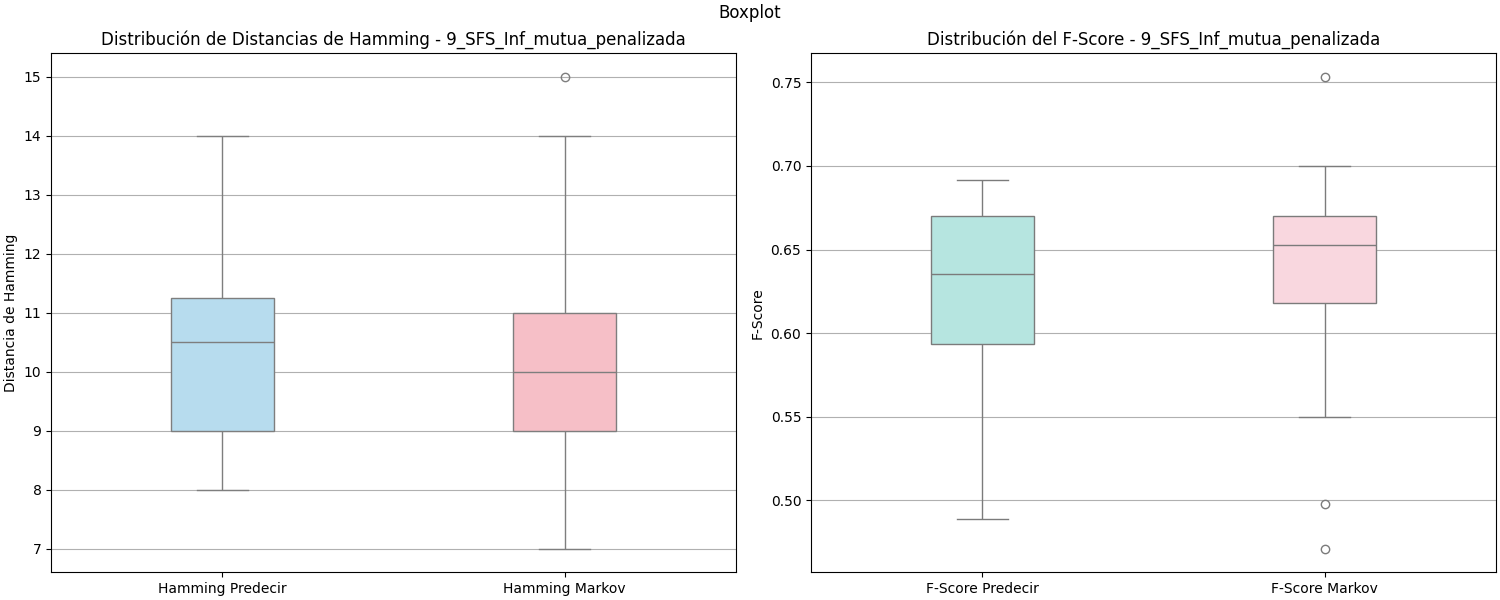 Boxplot
Distribución de Distancias de Hamming - 9_SFS_Inf_mutua_penalizada
Distancia de Hamming
15
14
13
12
11
10
9
8
7
Hamming Predecir
Hamming Markov
Distribución del F-Score - 9_SFS_Inf_mutua_penalizada
F-Score
0.75
0.70
0.65
0.60
0.55
0.50
F-Score Predecir
F-Score Markov